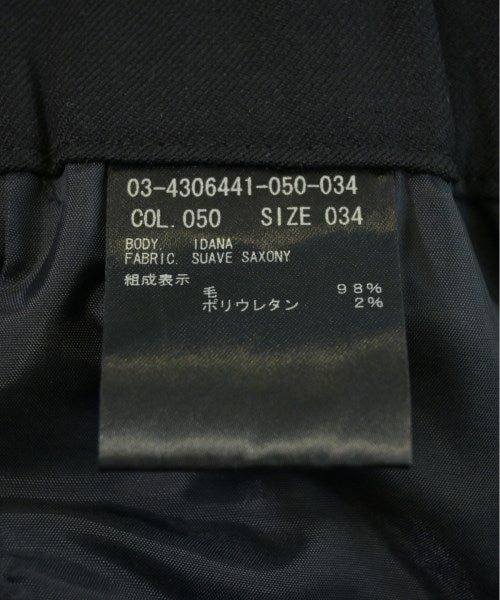 03-4306441-050-034
COL. 050 SIZE 034
BODY. IDANA
FABRIC. SUAVE SAXONY
組成表示
毛 98%
ポリウレタン 2%